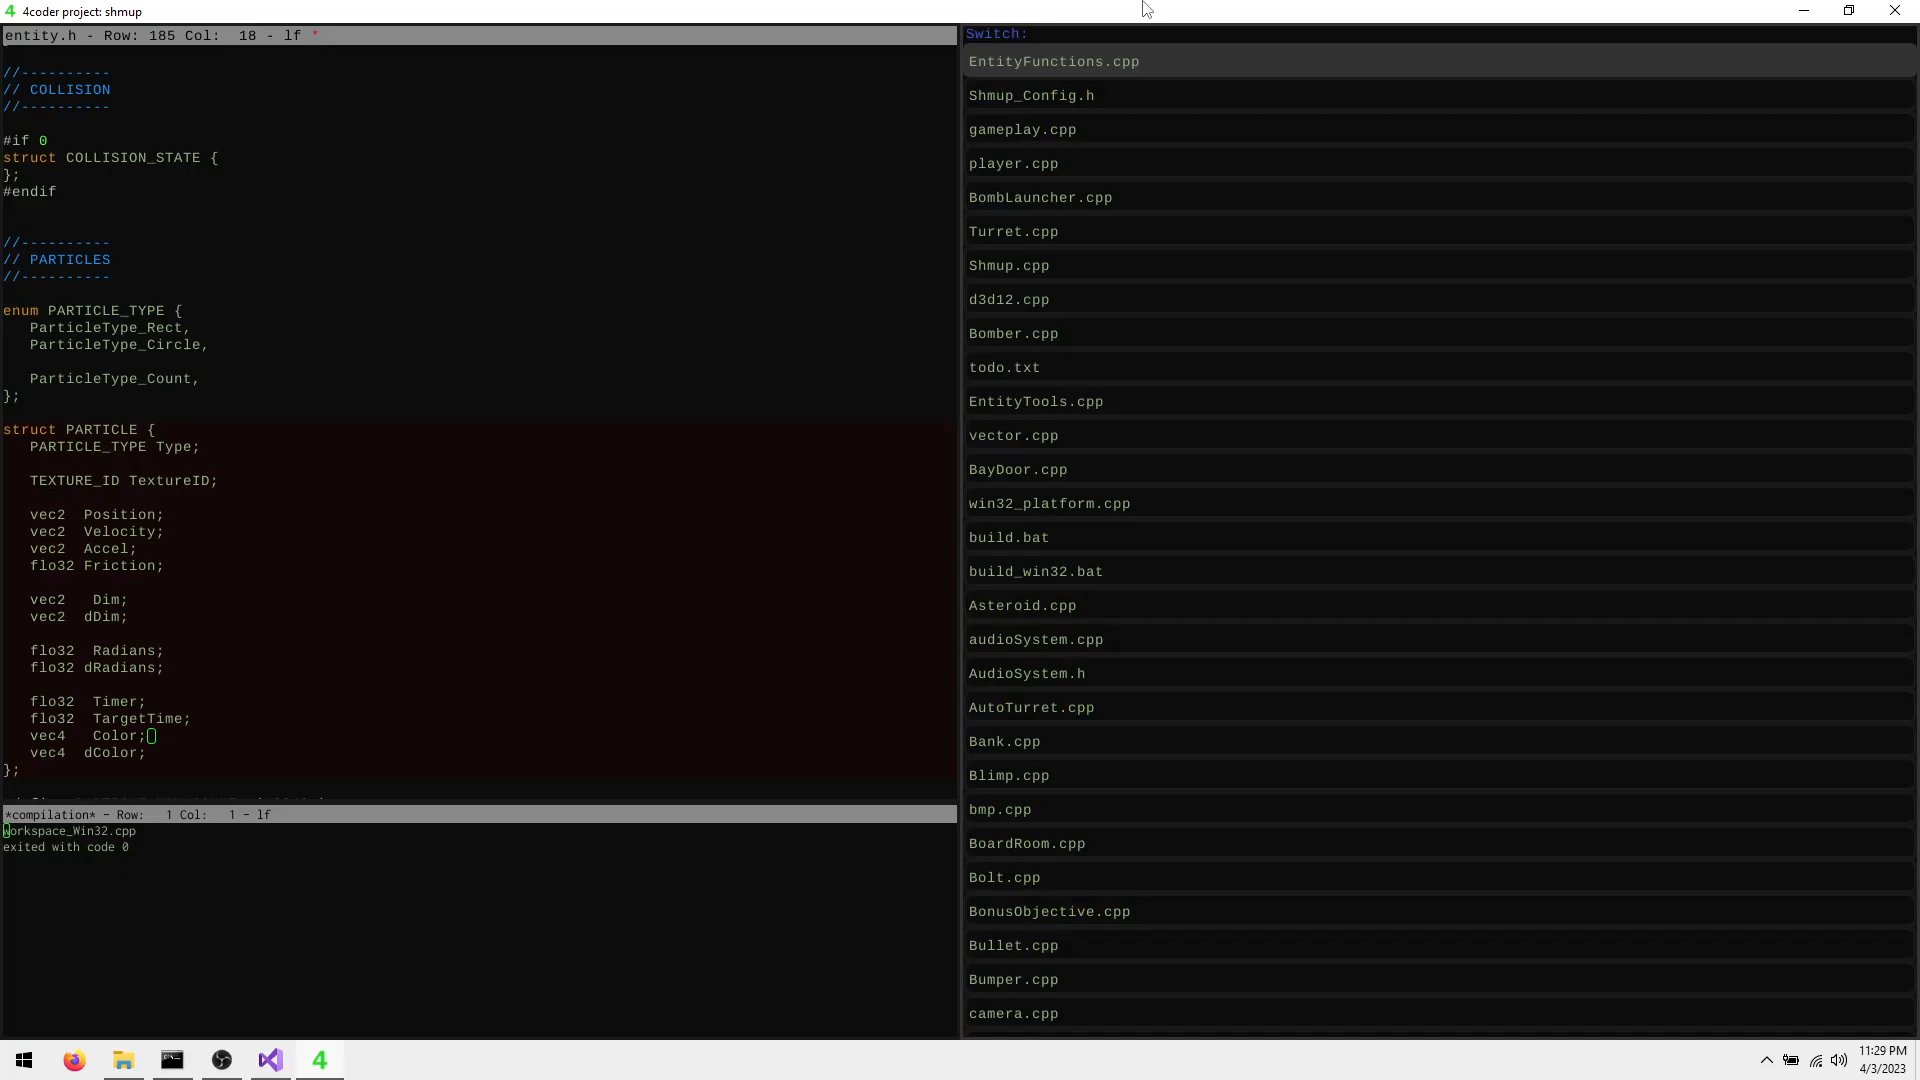 4 4coder project: shmup
entity.h - Row: 185 Col:  18 - lf *
//----------
// COLLISION
//----------
#if 0
struct COLLISION_STATE {
};
#endif
//----------
// PARTICLES
//----------
enum PARTICLE_TYPE {
ParticleType_Rect,
ParticleType_Circle,
ParticleType_Count,
};
struct PARTICLE {
PARTICLE_TYPE Type;
TEXTURE_ID TextureID;
vec2  Position;
vec2  Velocity;
vec2  Accel;
flo32 Friction;
vec2   Dim;
vec2  dDim;
flo32  Radians;
flo32 dRadians;
flo32  Timer;
flo32  TargetTime;
vec4   Color;
vec4  dColor;
};
*compilation* - Row:   1 Col:   1 - lf
workspace_Win32.cpp
exited with code 0
Switch:
EntityFunctions.cpp
Shmup_Config.h
gameplay.cpp
player.cpp
BombLauncher.cpp
Turret.cpp
Shmup.cpp
d3d12.cpp
Bomber.cpp
todo.txt
EntityTools.cpp
vector.cpp
BayDoor.cpp
win32_platform.cpp
build.bat
build_win32.bat
Asteroid.cpp
audioSystem.cpp
AudioSystem.h
AutoTurret.cpp
Bank.cpp
Blimp.cpp
bmp.cpp
BoardRoom.cpp
Bolt.cpp
BonusObjective.cpp
Bullet.cpp
Bumper.cpp
camera.cpp
4
11:29 PM
4/3/2023